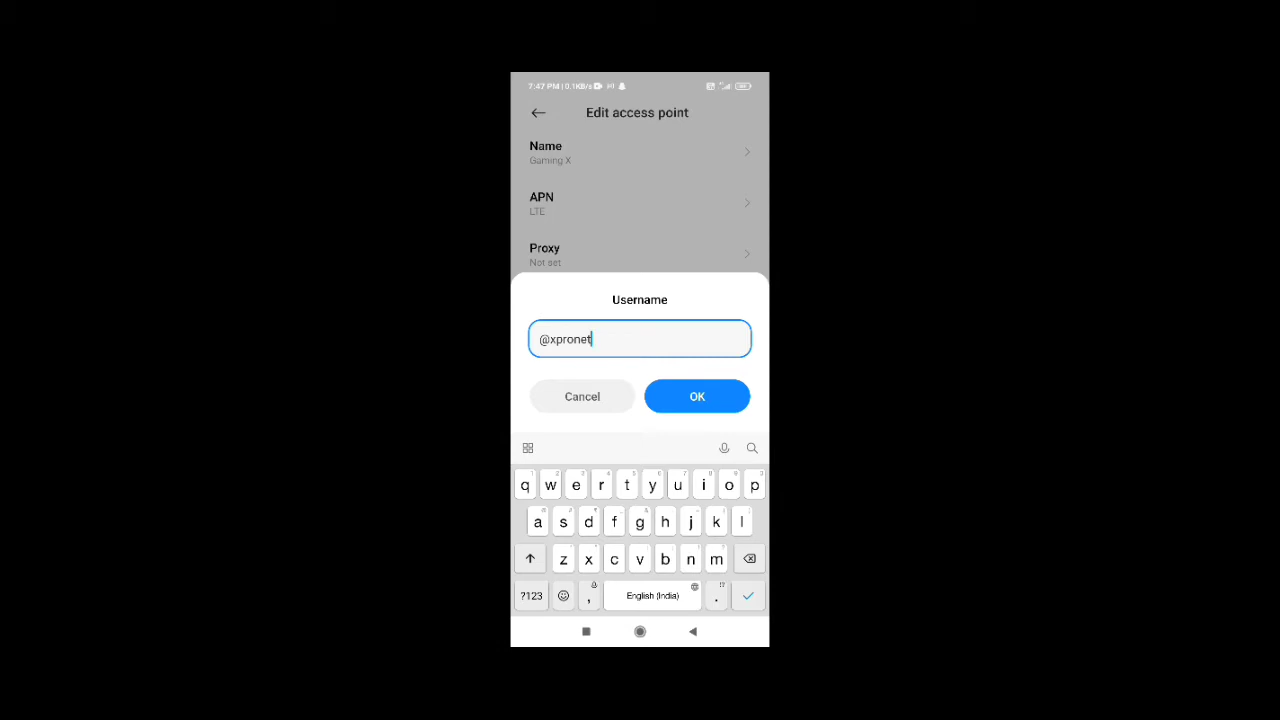 7:47 PM | 0.1KB/s
Edit access point
Name
Gaming X
APN
LTE
Proxy
Not set
Username
@xpronet
Cancel
OK
q w e r t y u i o p
a s d f g h j k l
z x c v b n m
?123 , English (India) .